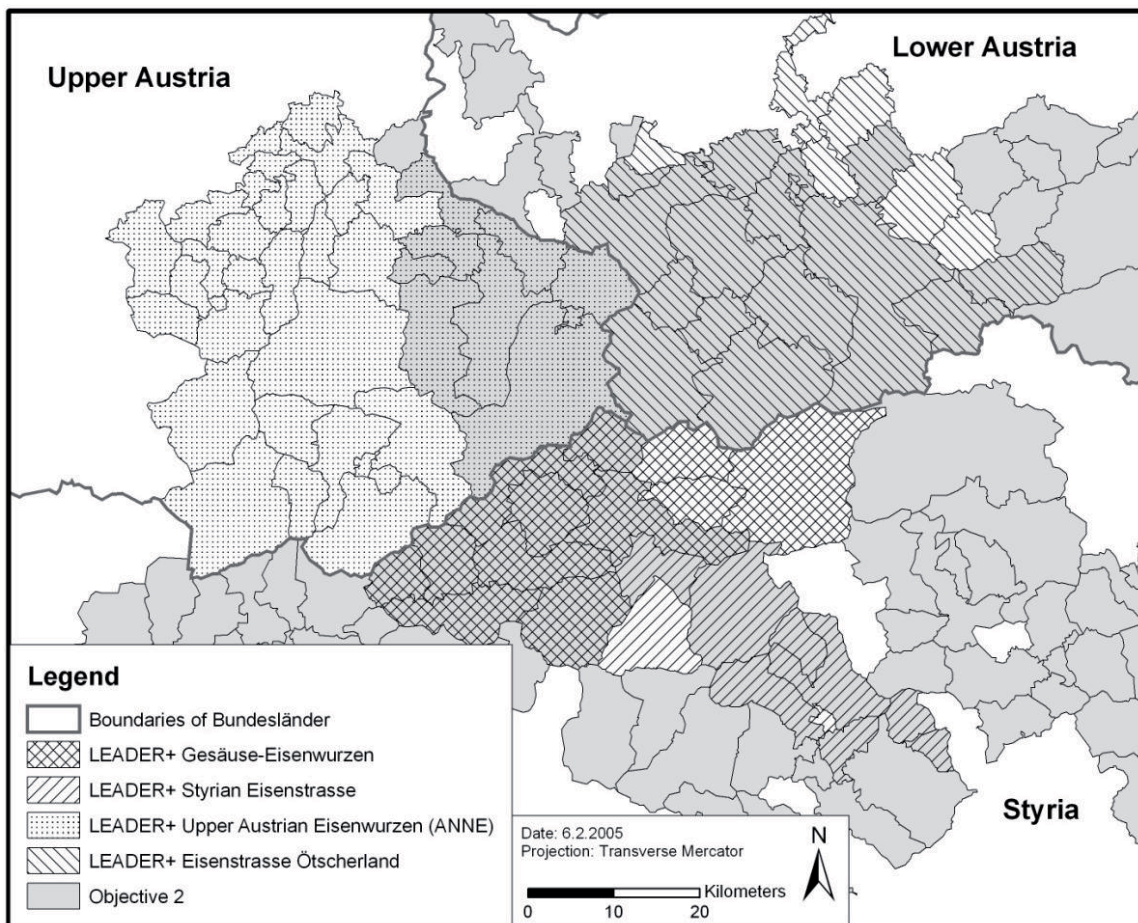 Upper Austria
Lower Austria
Styria
Legend
Boundaries of Bundesländer
LEADER+ Gesäuse-Eisenwurzen
LEADER+ Styrian Eisenstrasse
LEADER+ Upper Austrian Eisenwurzen (ANNE)
LEADER+ Eisenstrasse Ötscherland
Objective 2
Date: 6.2.2005
Projection: Transverse Mercator
N
Kilometers
0 10 20